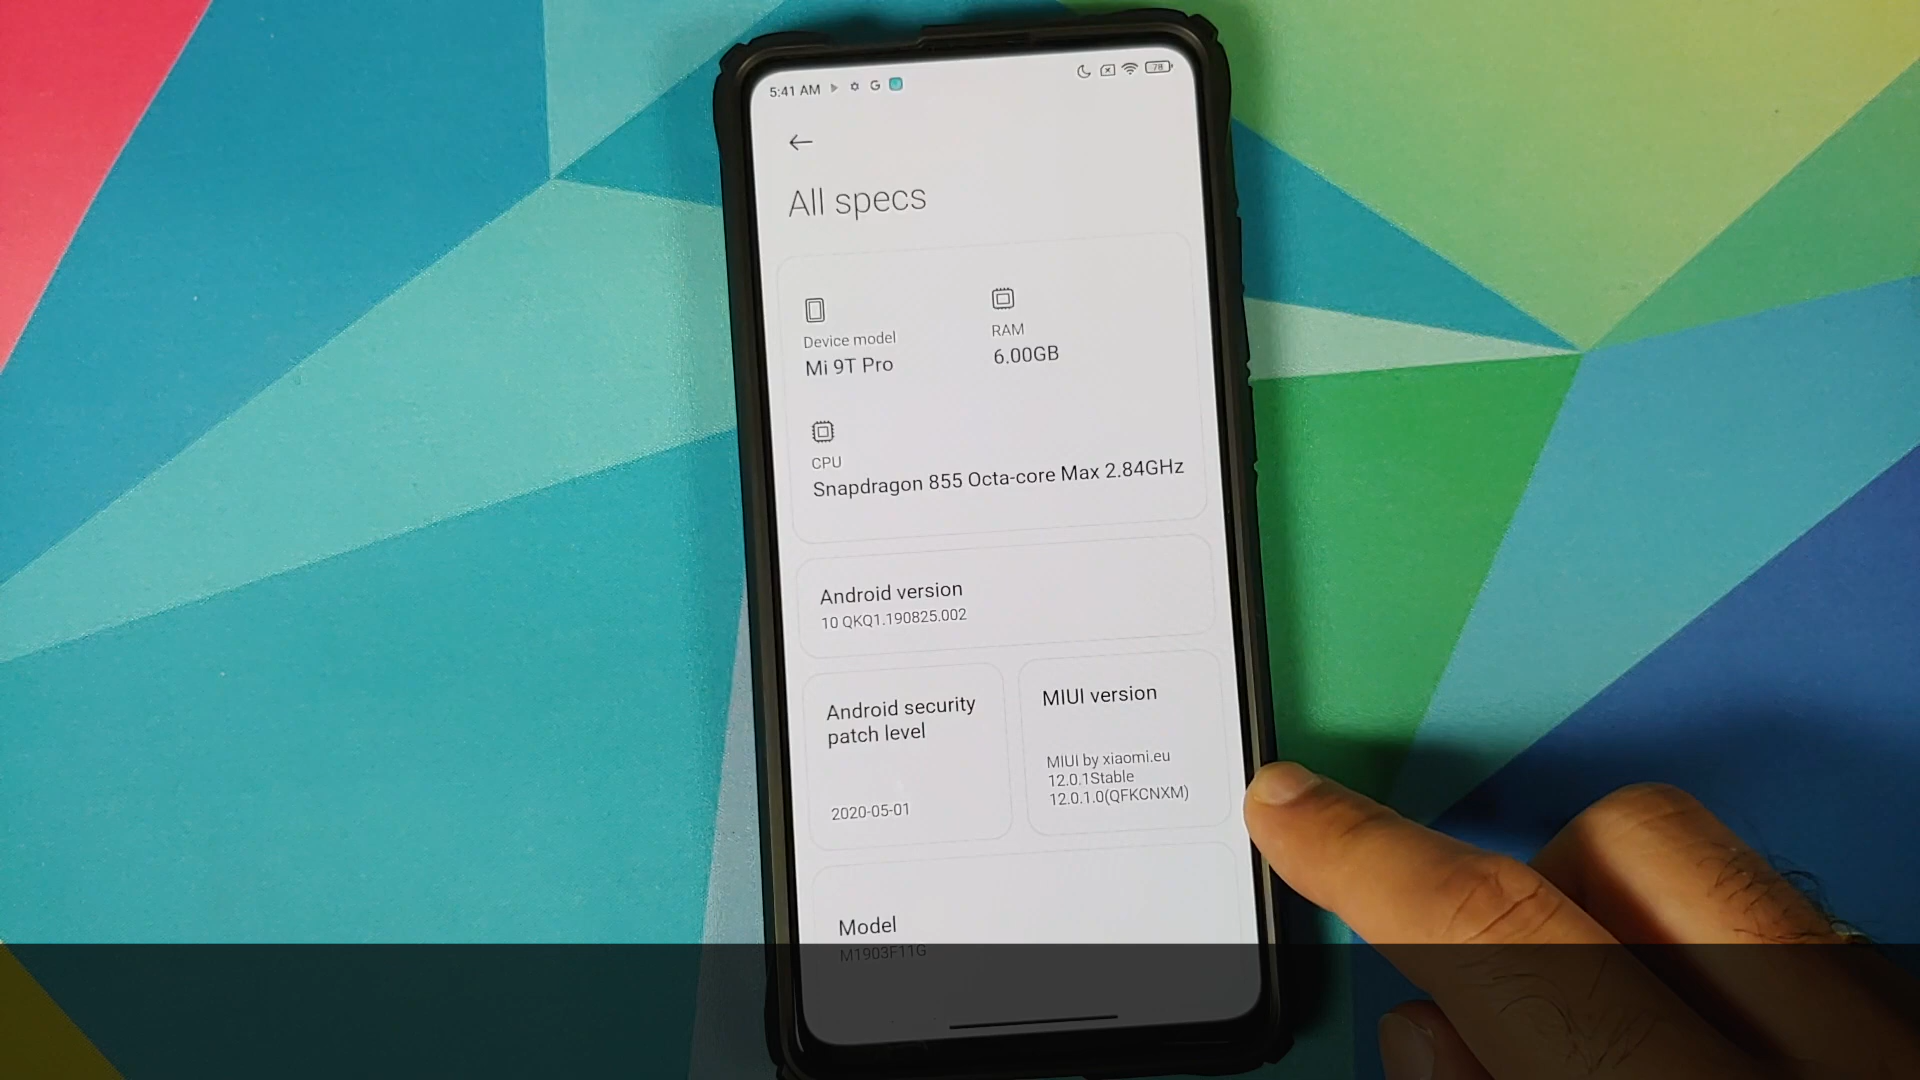 5:41 AM
G
78
All specs
Device model
Mi 9T Pro
RAM
6.00GB
CPU
Snapdragon 855 Octa-core Max 2.84GHz
Android version
10 QKQ1.190825.002
Android security
patch level
2020-05-01
MIUI version
MIUI by xiaomi.eu
12.0.1Stable
12.0.1.0(QFKCNXM)
Model
M1903F11G